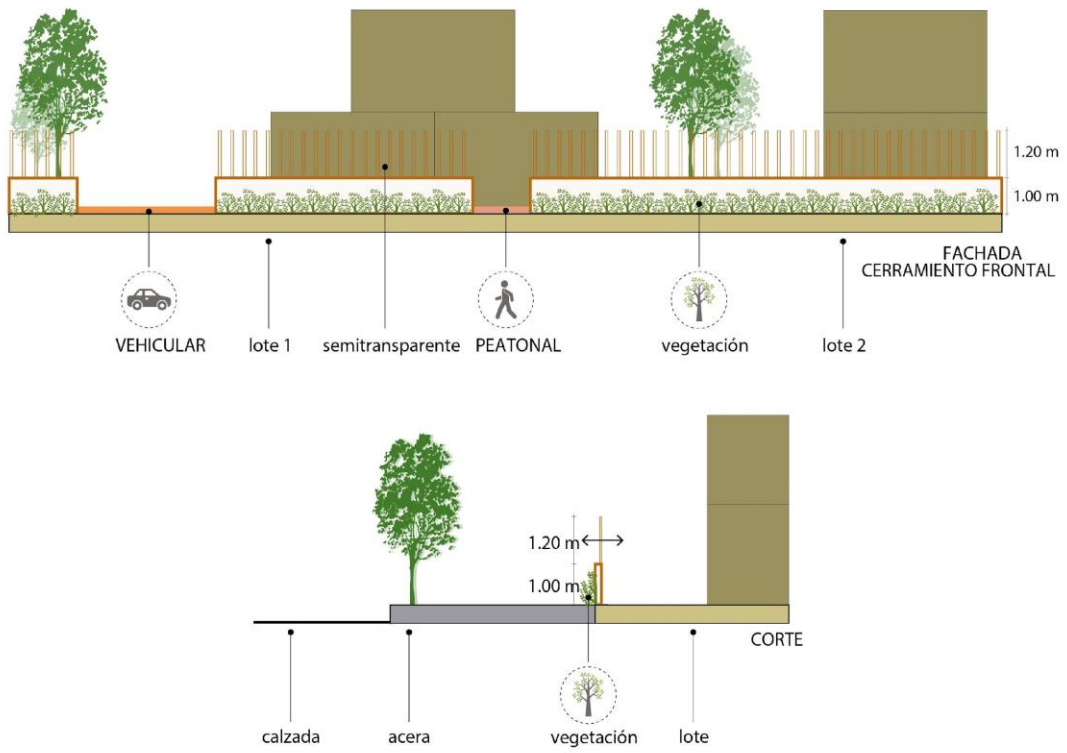 1.20 m
1.00 m
FACHADA
CERRAMIENTO FRONTAL
VEHICULAR
lote 1
semitransparente
PEATONAL
vegetación
lote 2
1.20 m
1.00 m
CORTE
calzada
acera
vegetación
lote